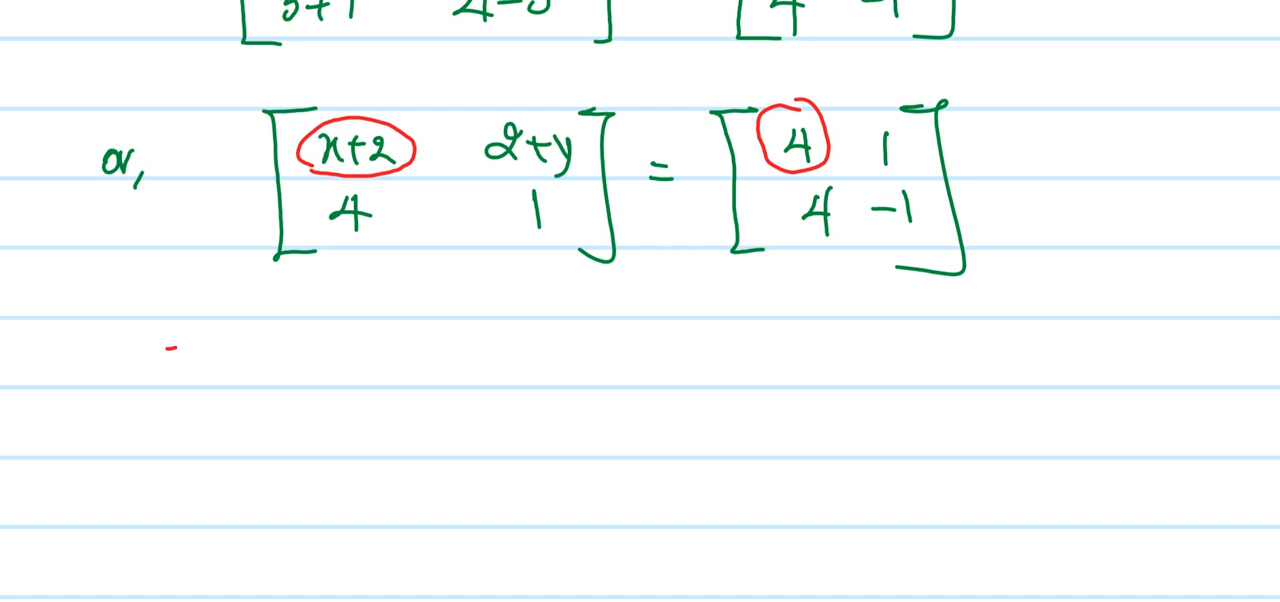 or, [x+2 2+y] = [4 1]
[4 1] [4 -1]